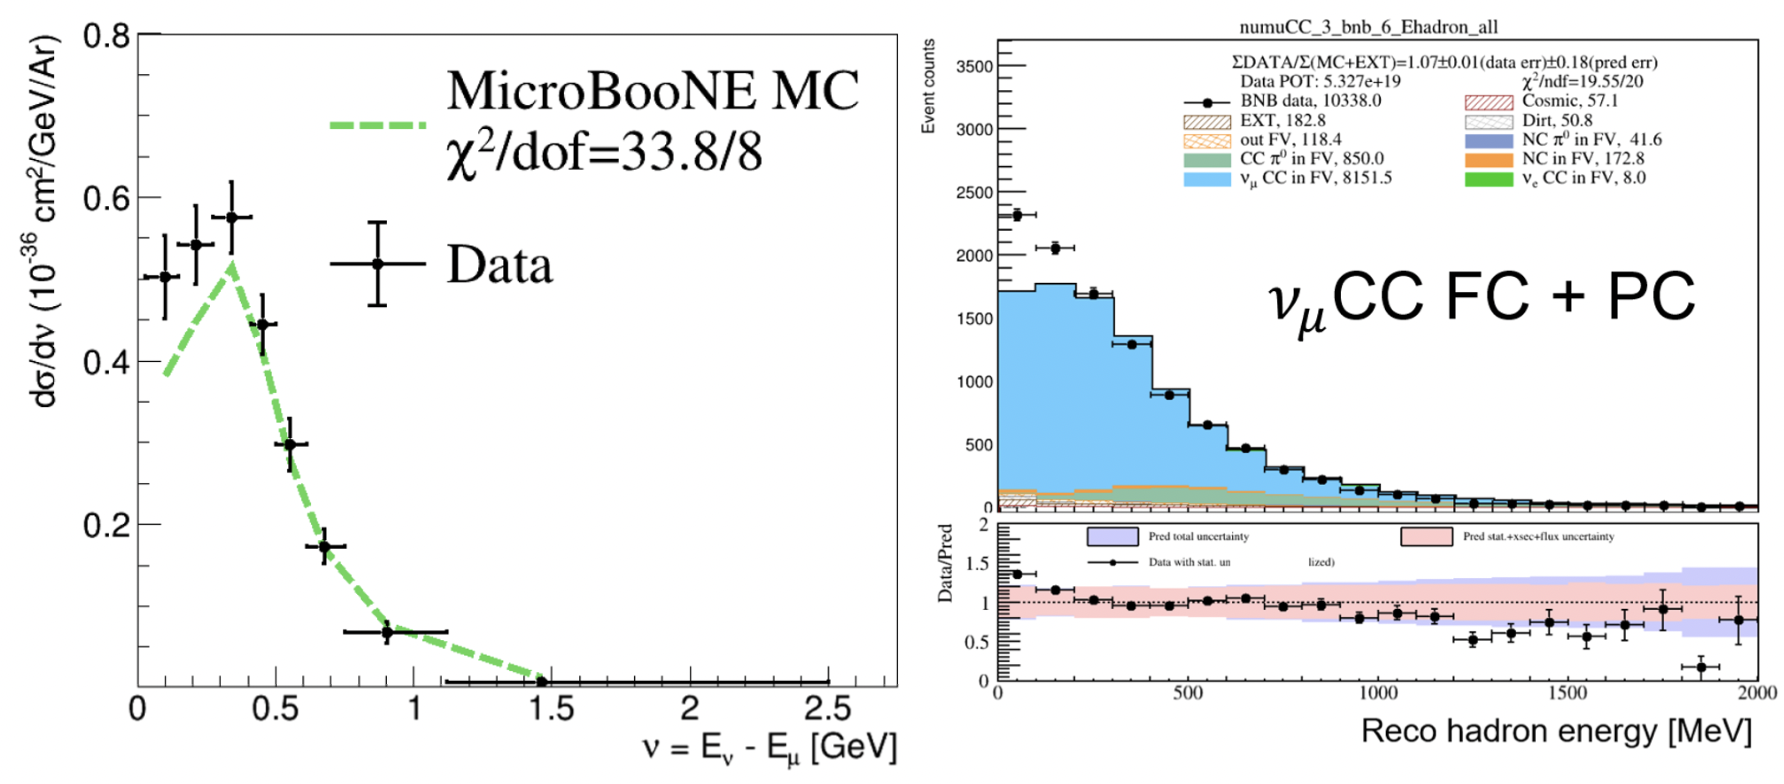 0.8
0.6
0.4
0.2
dσ/dν (10⁻³⁶ cm²/GeV/Ar)
MicroBooNE MC
χ²/dof=33.8/8
Data
0 0.5 1 1.5 2 2.5
ν = Eν - Eμ [GeV]
numuCC_3_bnb_6_Ehadron_all
ΣDATA/Σ(MC+EXT)=1.07±0.01(data err)±0.18(pred err)
Data POT: 5.327e+19 χ²/ndf=19.55/20
BNB data, 10338.0 Cosmic, 57.1
EXT, 182.8 Dirt, 50.8
out FV, 118.4 NC π⁰ in FV, 41.6
CC π⁰ in FV, 850.0 NC in FV, 172.8
νμ CC in FV, 8151.5 νe CC in FV, 8.0
Event counts
3500
3000
2500
2000
1500
1000
500
0
νμCC FC + PC
Data/Pred
2
1.5
1
0.5
0
Pred total uncertainty Pred stat.+xsec+flux uncertainty
Data with stat. un lized)
0 500 1000 1500 2000
Reco hadron energy [MeV]